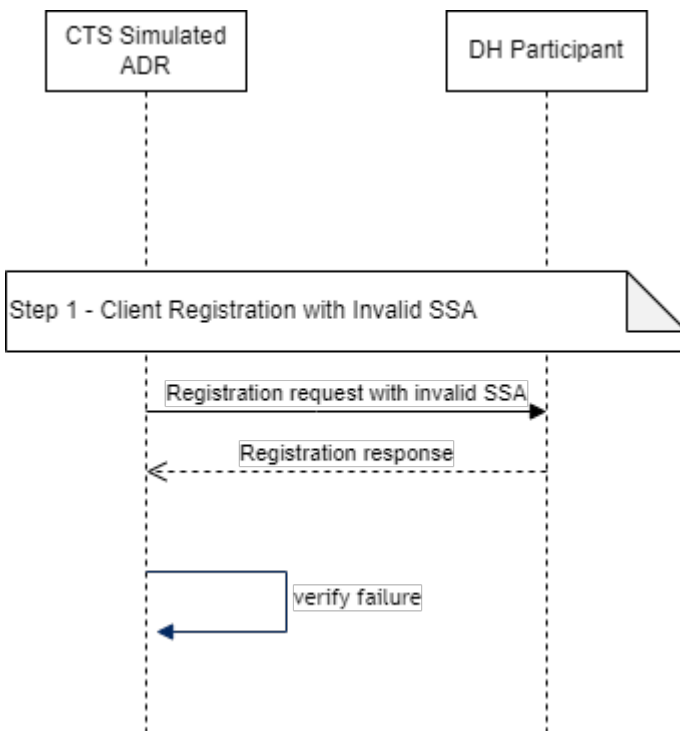 CTS Simulated
ADR
DH Participant
Step 1 - Client Registration with Invalid SSA
Registration request with invalid SSA
Registration response
verify failure